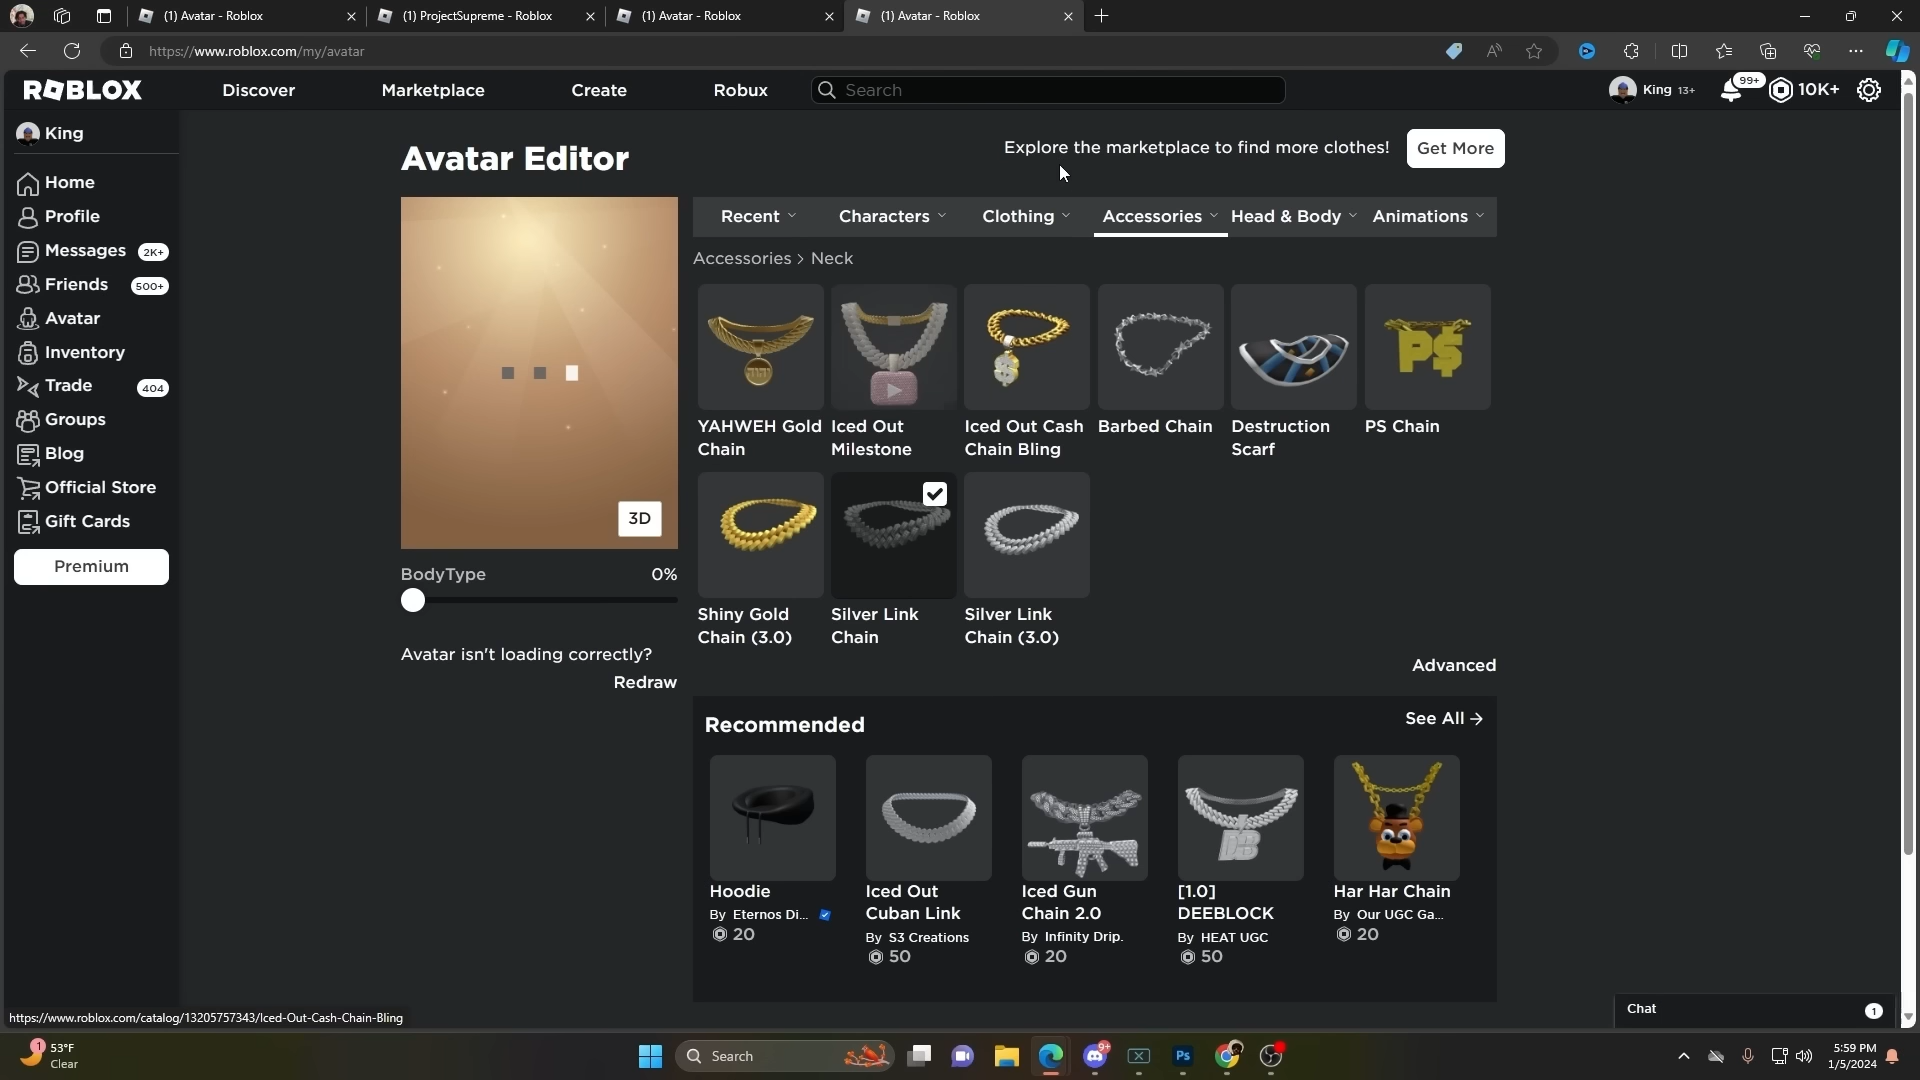 (1) Avatar - Roblox
(1) ProjectSupreme - Roblox
(1) Avatar - Roblox
(1) Avatar - Roblox
https://www.roblox.com/my/avatar
ROBLOX
Discover
Marketplace
Create
Robux
Search
King 13+
99+
10K+
King
Home
Profile
Messages 2K+
Friends 500+
Avatar
Inventory
Trade 404
Groups
Blog
Official Store
Gift Cards
Premium
Avatar Editor
Explore the marketplace to find more clothes!
Get More
3D
BodyType 0%
Avatar isn't loading correctly?
Redraw
Recent
Characters
Clothing
Accessories
Head & Body
Animations
Accessories > Neck
P$
YAHWEH Gold
Chain
Iced Out
Milestone
Iced Out Cash
Chain Bling
Barbed Chain
Destruction
Scarf
PS Chain
Shiny Gold
Chain (3.0)
Silver Link
Chain
Silver Link
Chain (3.0)
Advanced
Recommended
See All
Hoodie
By Eternos Di...
20
Iced Out
Cuban Link
By S3 Creations
50
Iced Gun
Chain 2.0
By Infinity Drip.
20
DB
[1.0]
DEEBLOCK
By HEAT UGC
50
Har Har Chain
By Our UGC Ga...
20
https://www.roblox.com/catalog/13205757343/Iced-Out-Cash-Chain-Bling
Chat 1
1
53°F
Clear
Search
9+
Ps
5:59 PM
1/5/2024